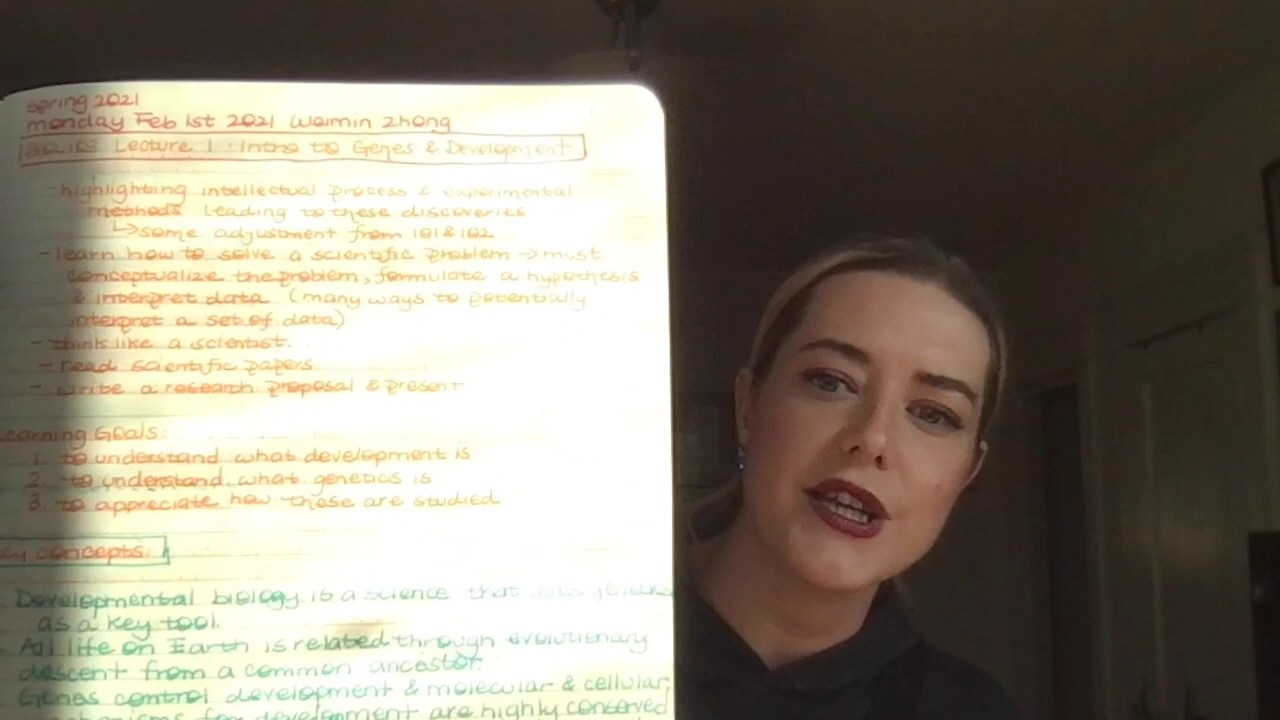 spring 2021
monday Feb 1st 2021 Weimin Zhong
Lecture 1: Intro to Genes & Development
- highlighting intellectual process & experimental
methods leading to these discoveries
↳ some adjustment from 101 & 102
- learn how to solve a scientific problem → must
conceptualize the problem, formulate a hypothesis
& interpret data (many ways to potentially
interpret a set of data)
- think like a scientist.
- read scientific papers
- write a research proposal & present
earning Goals:
1. to understand what development is
2. to understand what genetics is
3. to appreciate how those are studied
ey concepts:
Developmental biology is a science that uses genetics
as a key tool.
All life on Earth is related through evolutionary
descent from a common ancestor.
Genes control development & molecular & cellular
mechanisms for development are highly conserved